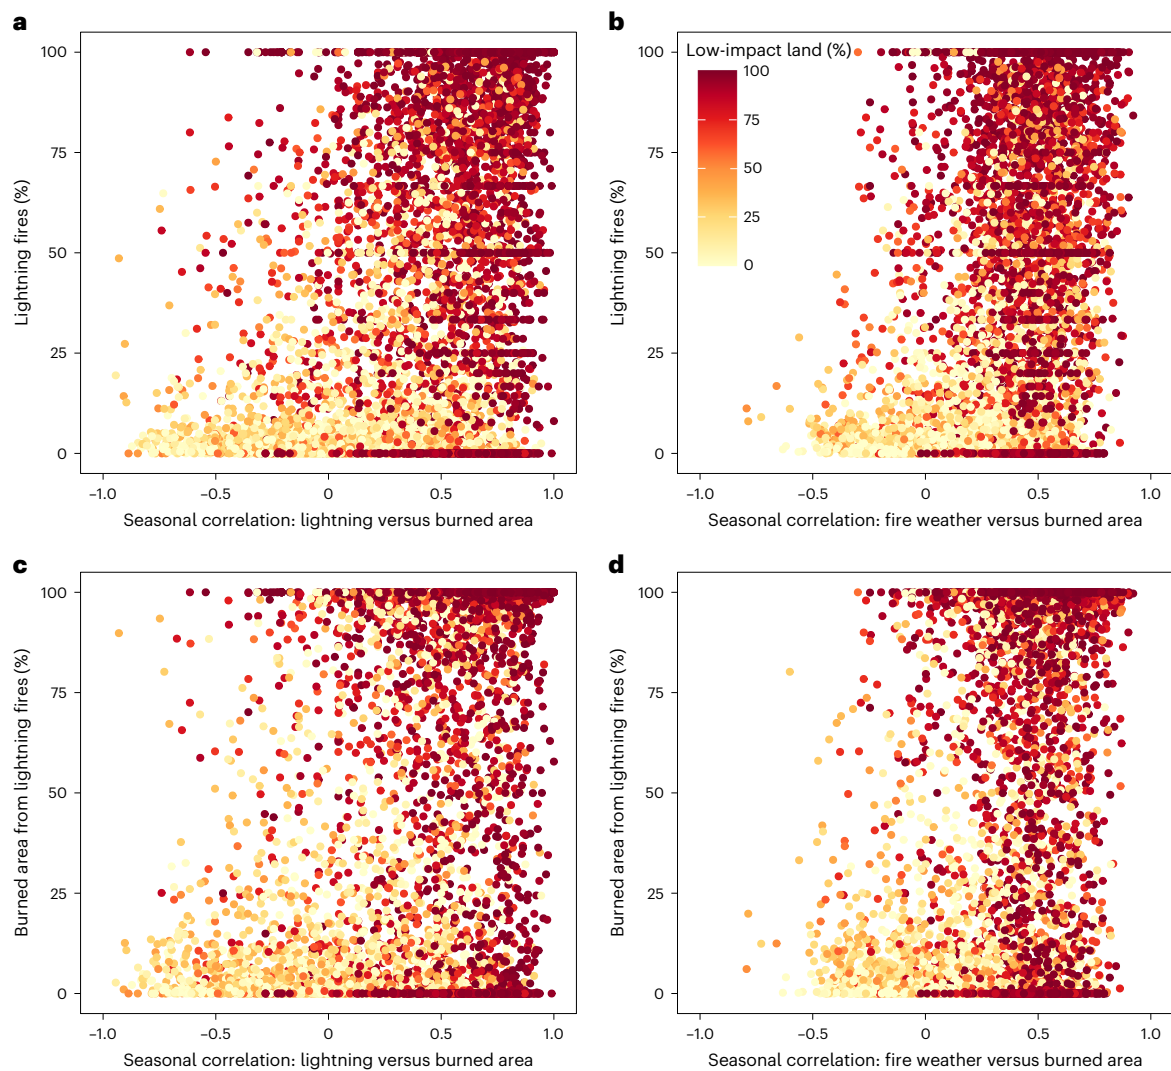 a
100
75
50
25
0
Lightning fires (%)
–1.0 –0.5 0 0.5 1.0
Seasonal correlation: lightning versus burned area
b
Low-impact land (%)
100
75
50
25
0
100
75
50
25
0
Lightning fires (%)
–1.0 –0.5 0 0.5 1.0
Seasonal correlation: fire weather versus burned area
c
100
75
50
25
0
Burned area from lightning fires (%)
–1.0 –0.5 0 0.5 1.0
Seasonal correlation: lightning versus burned area
d
100
75
50
25
0
Burned area from lightning fires (%)
–1.0 –0.5 0 0.5 1.0
Seasonal correlation: fire weather versus burned area